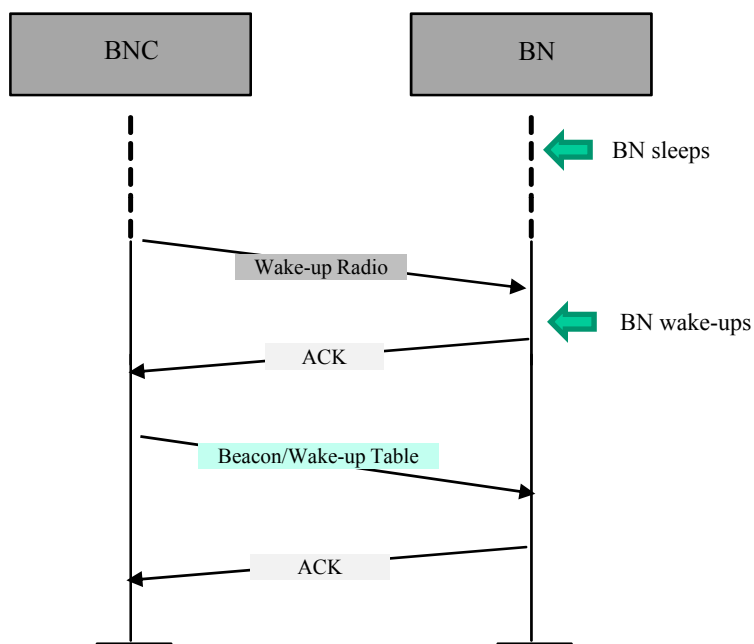 BNC
BN
BN sleeps
Wake-up Radio
BN wake-ups
ACK
Beacon/Wake-up Table
ACK